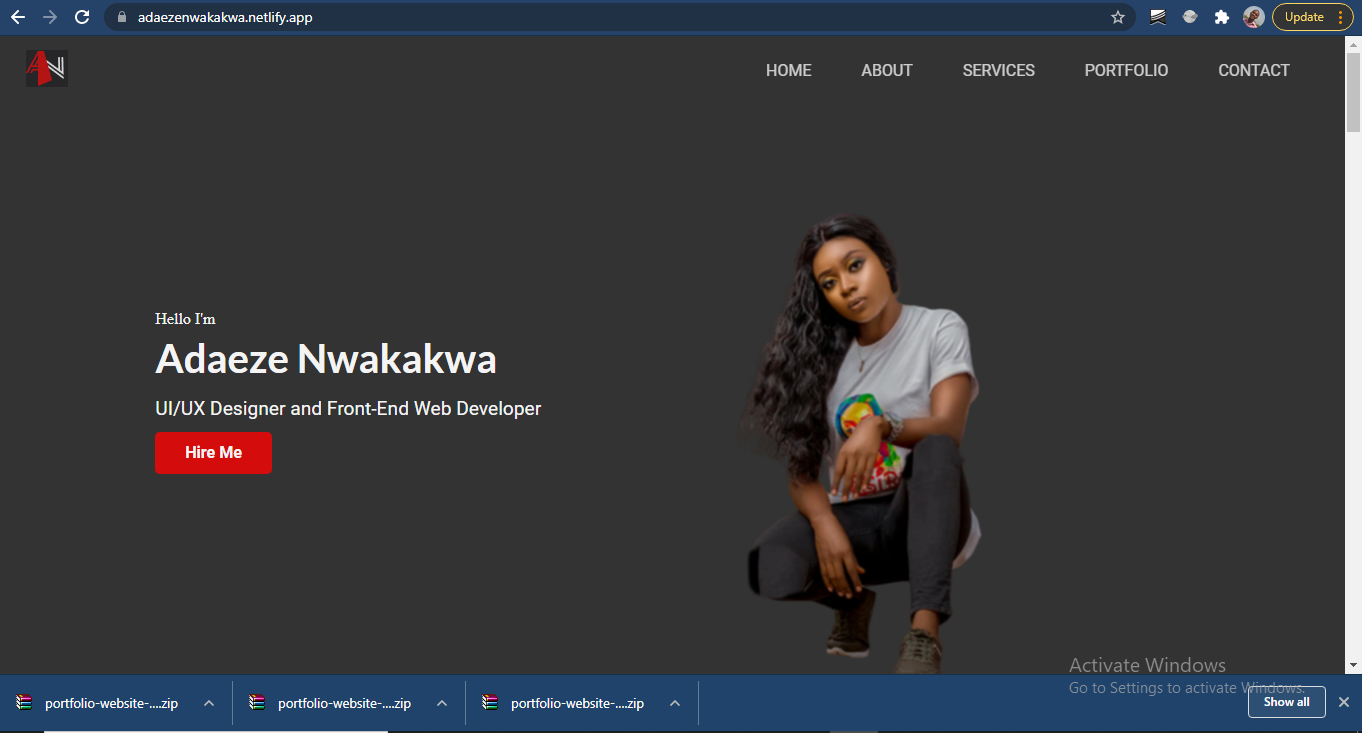 adaezenwakakwa.netlify.app
Update
AN
HOME
ABOUT
SERVICES
PORTFOLIO
CONTACT
Hello I'm
Adaeze Nwakakwa
UI/UX Designer and Front-End Web Developer
Hire Me
Activate Windows
Go to Settings to activate Windows.
portfolio-website-....zip
portfolio-website-....zip
portfolio-website-....zip
Show all